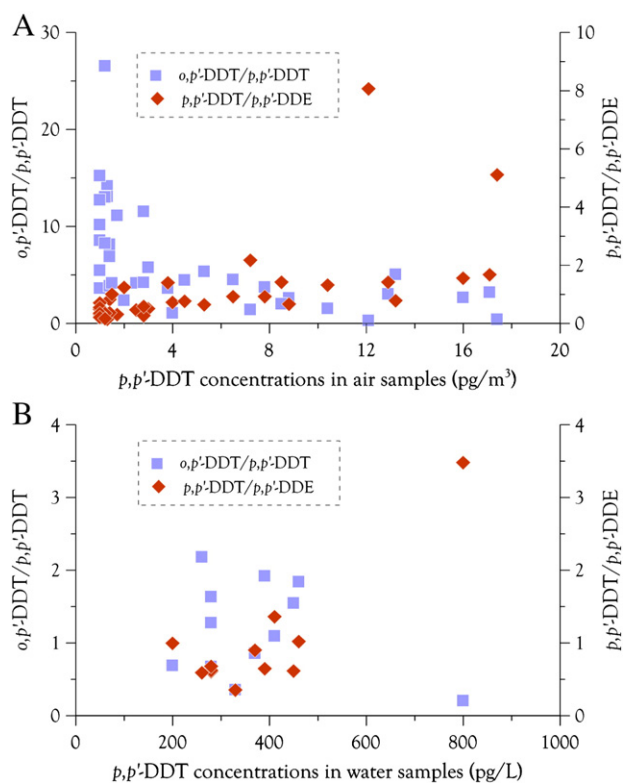 A
30
20
10
0
o,p'-DDT/p,p'-DDT
o,p'-DDT/p,p'-DDT
p,p'-DDT/p,p'-DDE
10
8
6
4
2
0
p,p'-DDT/p,p'-DDE
0 4 8 12 16 20
p,p'-DDT concentrations in air samples (pg/m³)
B
4
3
2
1
0
o,p'-DDT/p,p'-DDT
o,p'-DDT/p,p'-DDT
p,p'-DDT/p,p'-DDE
4
3
2
1
0
p,p'-DDT/p,p'-DDE
0 200 400 600 800 1000
p,p'-DDT concentrations in water samples (pg/L)